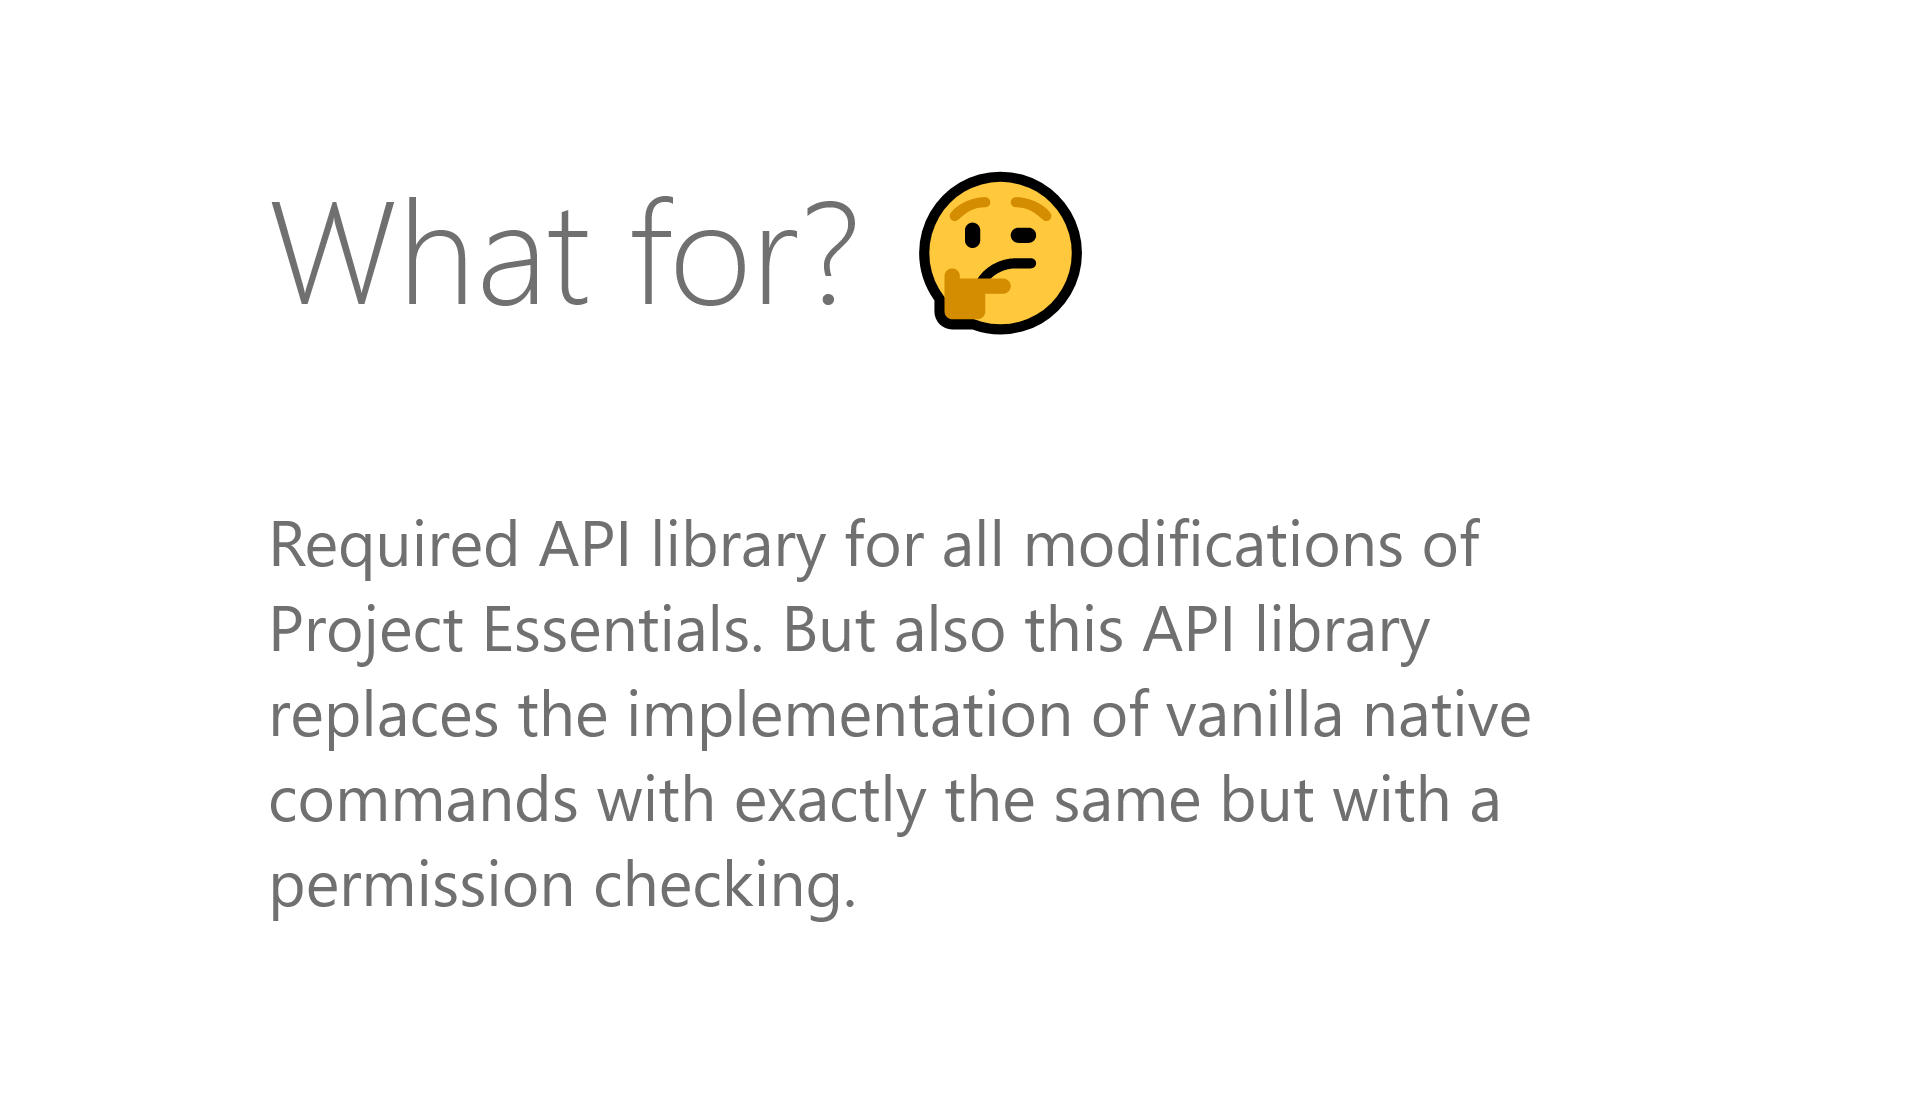 What for? 🤔
Required API library for all modifications of
Project Essentials. But also this API library
replaces the implementation of vanilla native
commands with exactly the same but with a
permission checking.